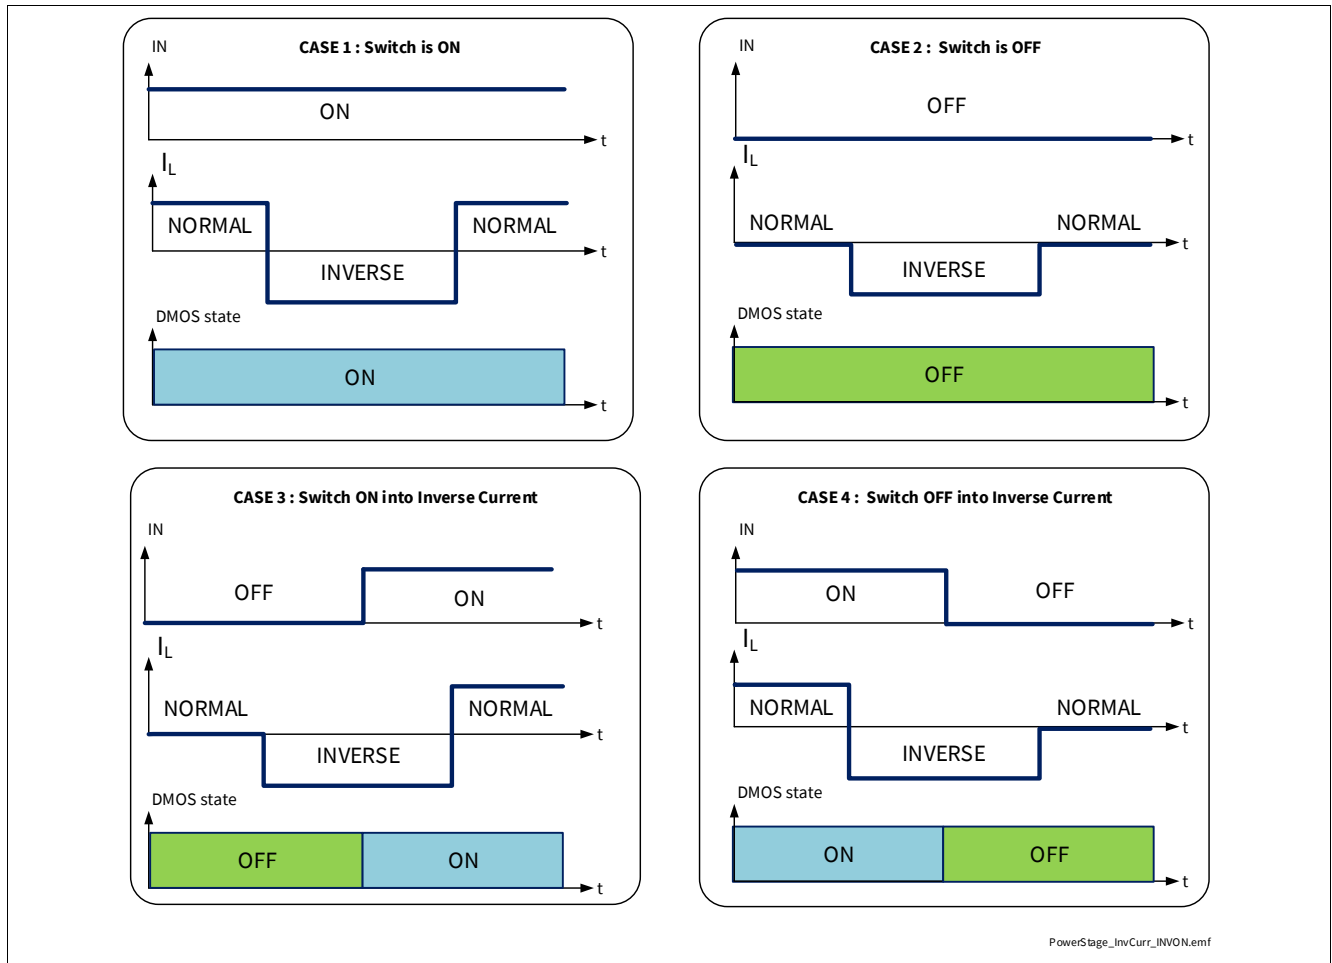 CASE 1 : Switch is ON
IN
ON
t
IL
NORMAL
NORMAL
INVERSE
t
DMOS state
ON
t
CASE 2 : Switch is OFF
IN
OFF
t
IL
NORMAL
NORMAL
INVERSE
t
DMOS state
OFF
t
CASE 3 : Switch ON into Inverse Current
IN
OFF
ON
t
IL
NORMAL
NORMAL
INVERSE
t
DMOS state
OFF
ON
t
CASE 4 : Switch OFF into Inverse Current
IN
ON
OFF
t
IL
NORMAL
NORMAL
INVERSE
t
DMOS state
ON
OFF
t
PowerStage_InvCurr_INVON.emf